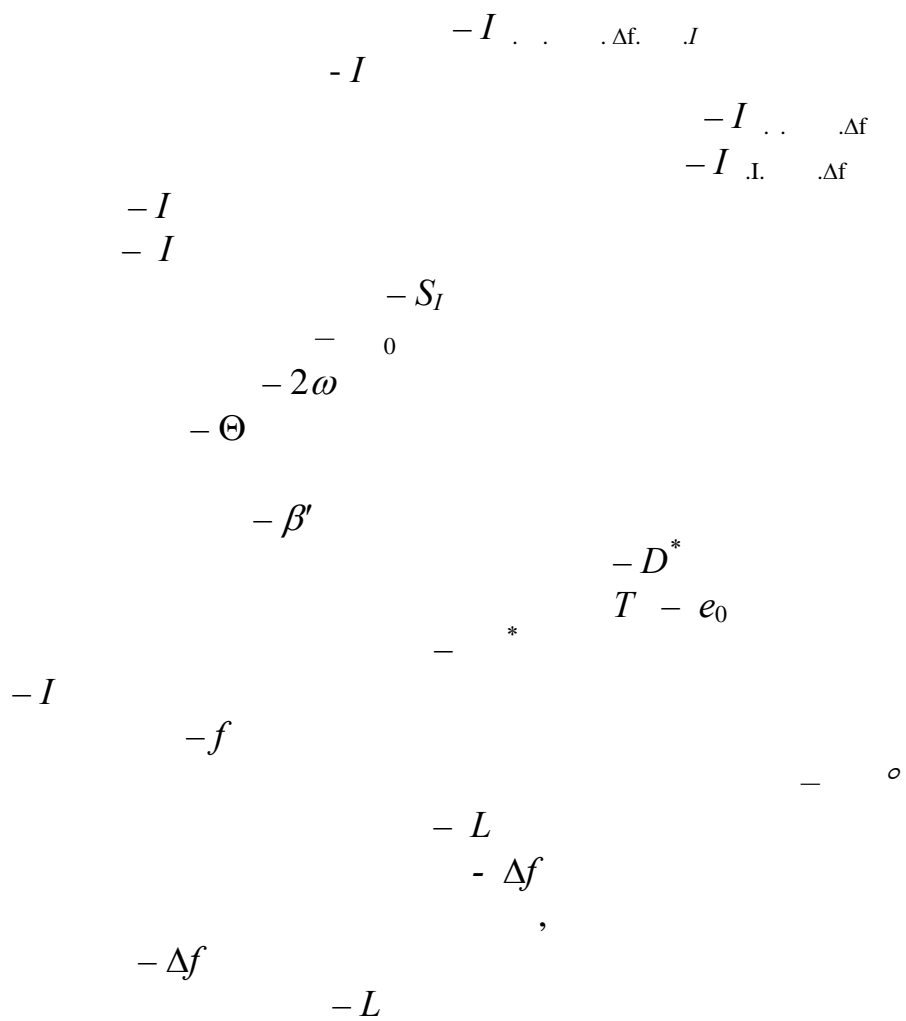 – I . . . Δf. .I
- I
– I . . .Δf
– I .I. .Δf
– I
– I
– S_I
– 0
– 2ω
– Θ
– β′
– D*
T – e₀
– *
– I
– f
– °
– L
- Δf
,
– Δf
– L